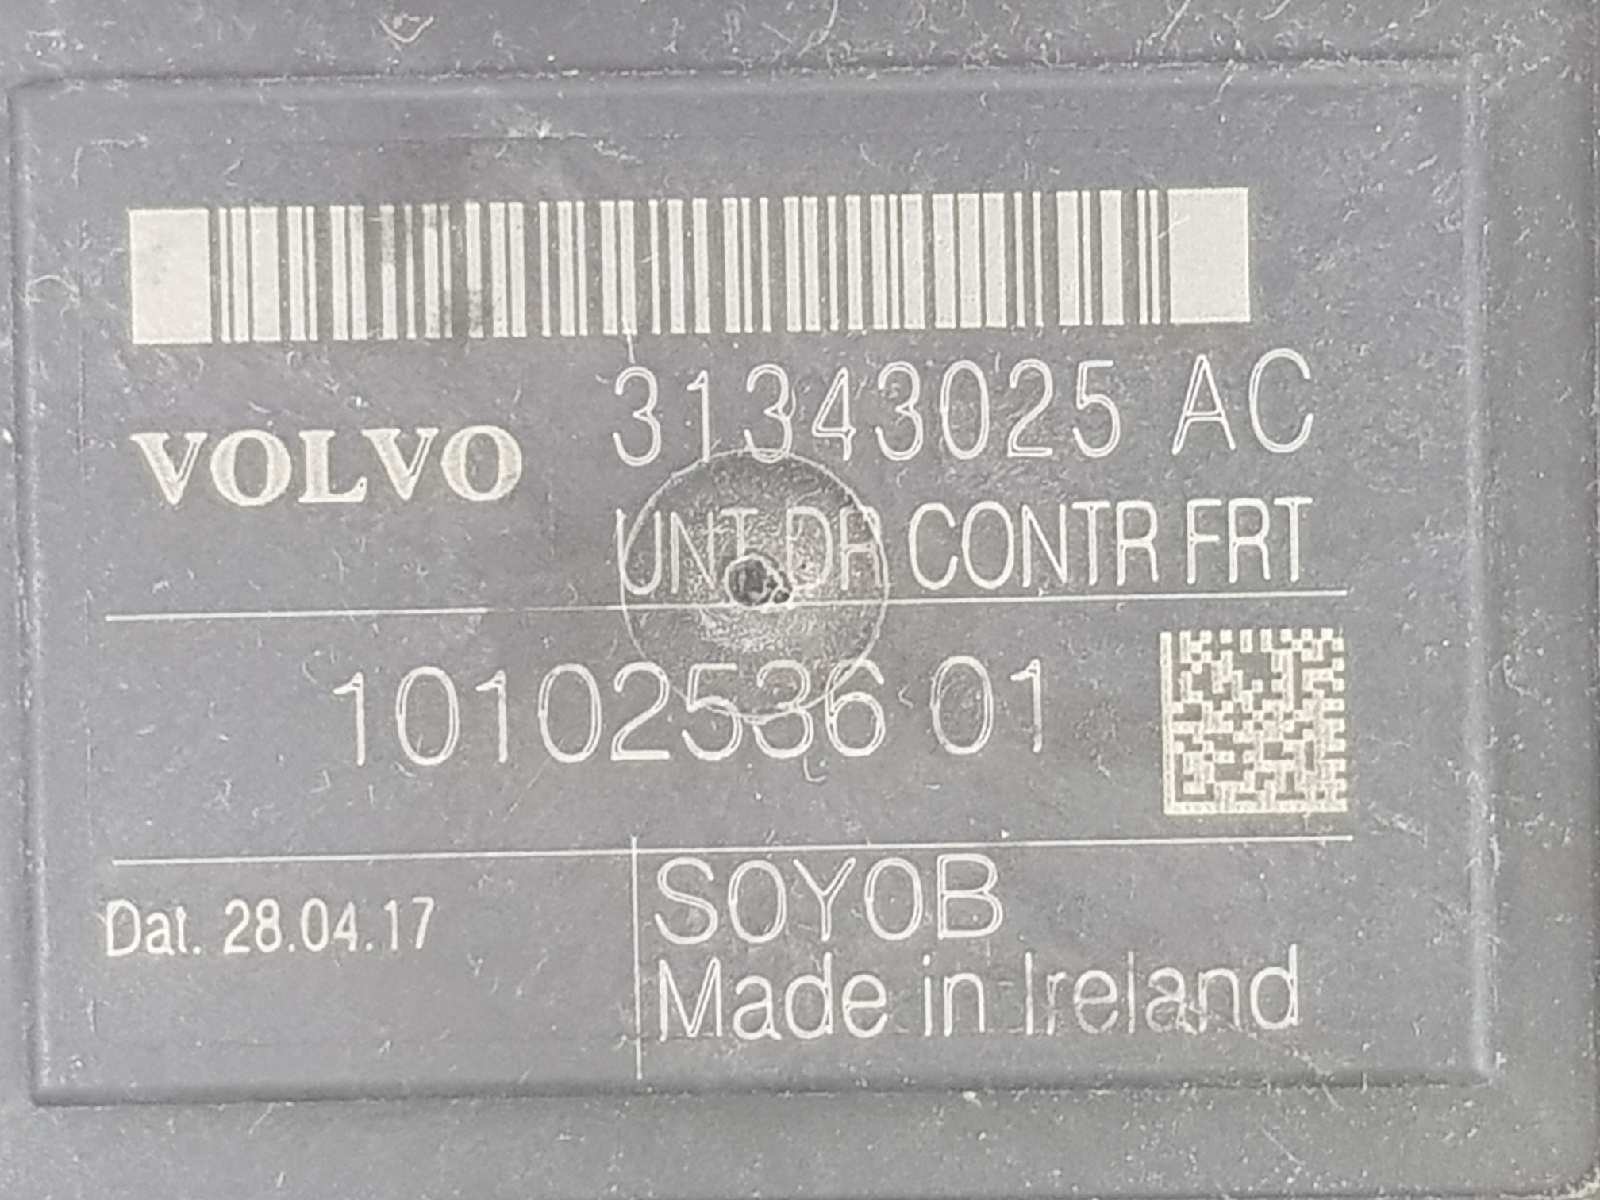 31343025 AC
VOLVO
UNT DR CONTR FRT
10102536 01
Dat. 28.04.17
S0Y0B
Made in Ireland